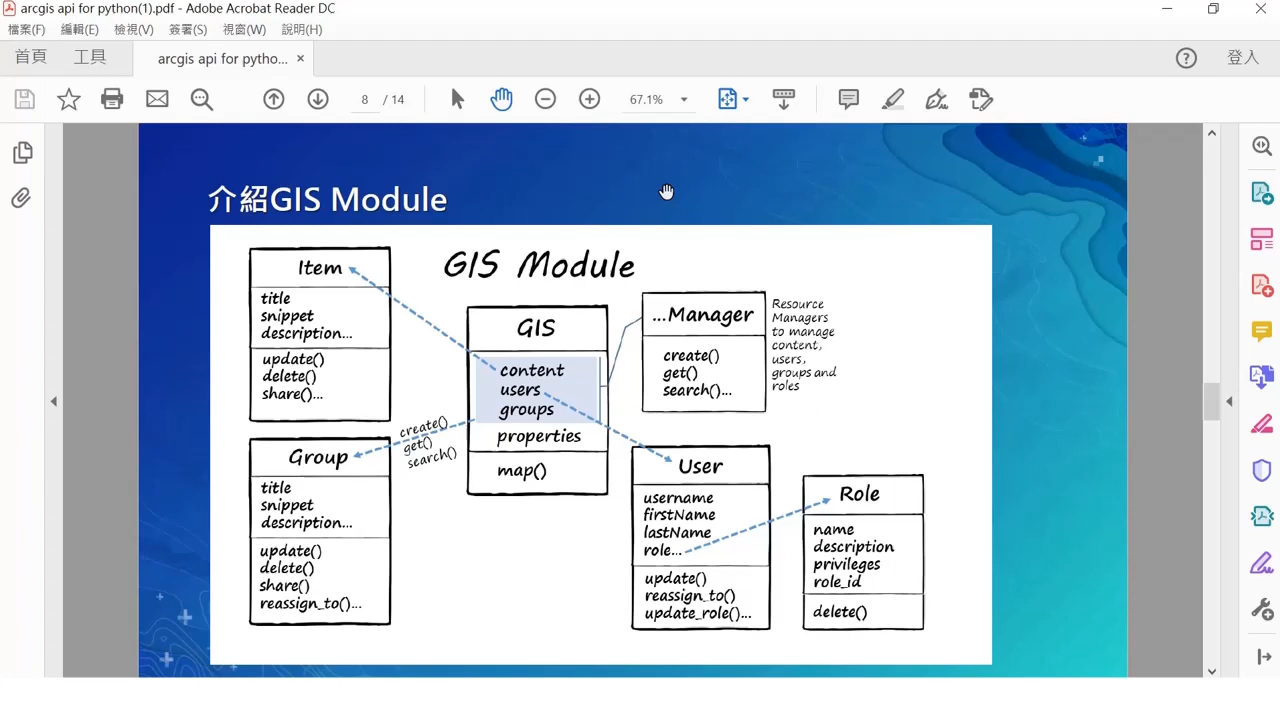 arcgis api for python(1).pdf - Adobe Acrobat Reader DC
檔案(F) 編輯(E) 檢視(V) 簽署(S) 視窗(W) 說明(H)
首頁 工具 arcgis api for pytho... × 登入
8 / 14 67.1%
介紹GIS Module
GIS Module
Item
title
snippet
description...
update()
delete()
share()...
GIS
content
users
groups
properties
map()
...Manager
create()
get()
search()...
Resource
Managers
to manage
content,
users,
groups and
roles
create()
get()
search()
Group
title
snippet
description...
update()
delete()
share()
reassign_to()...
User
username
firstName
lastName
role...
update()
reassign_to()
update_role()...
Role
name
description
privileges
role_id
delete()